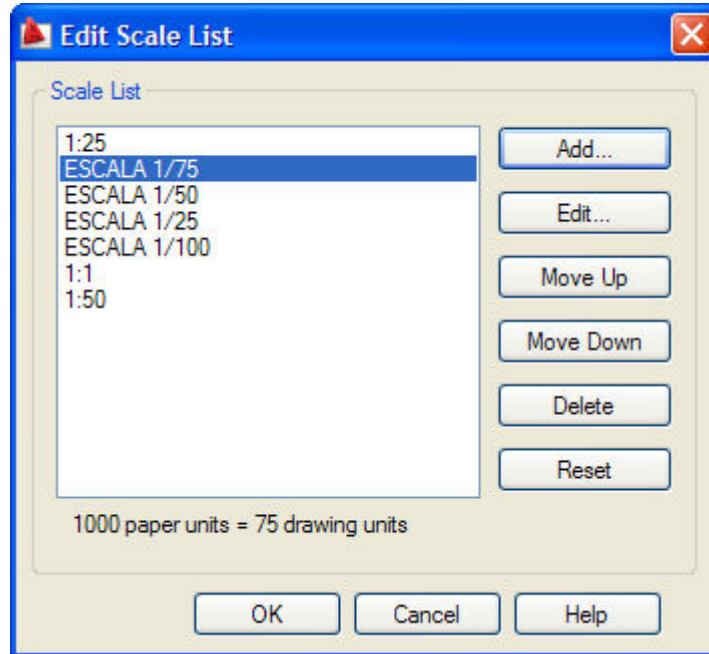 Edit Scale List
Scale List
1:25
ESCALA 1/75
ESCALA 1/50
ESCALA 1/25
ESCALA 1/100
1:1
1:50
Add...
Edit...
Move Up
Move Down
Delete
Reset
1000 paper units = 75 drawing units
OK
Cancel
Help